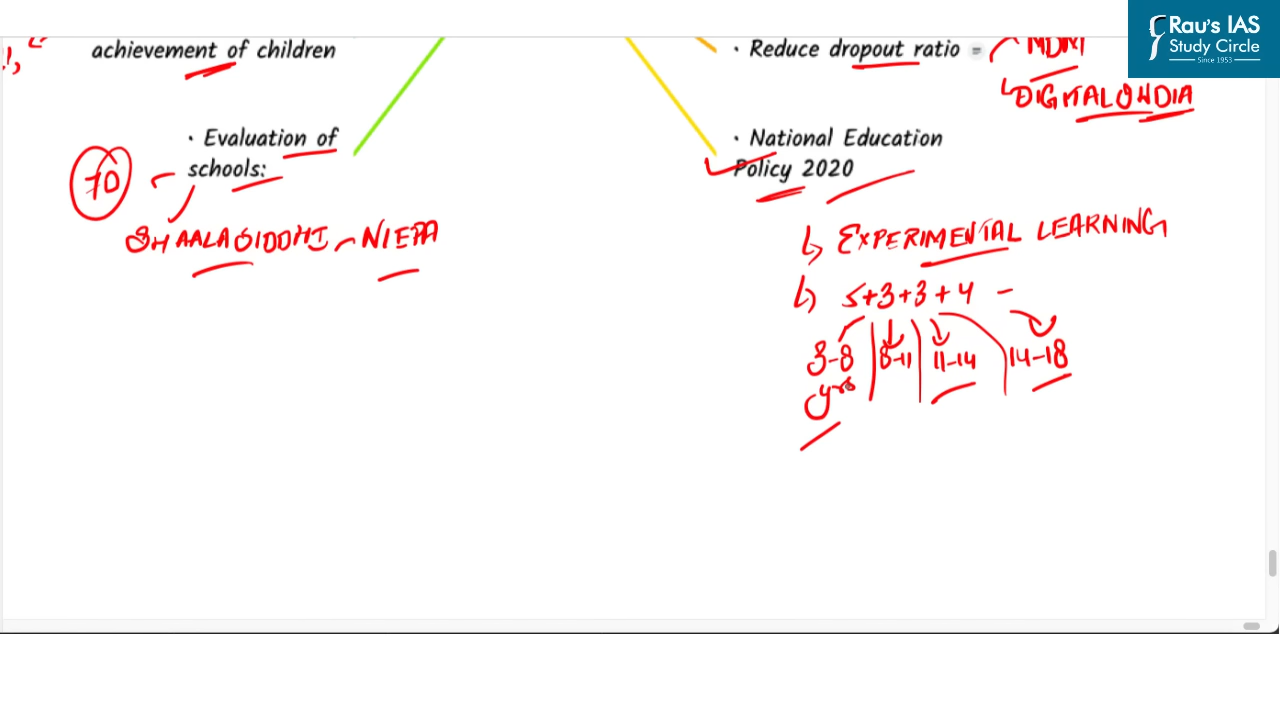 Rau's IAS
Study Circle
Since 1953
achievement of children
• Evaluation of
schools:
70
SHAALASIDDHI - NIEPA
• Reduce dropout ratio =
MDM
DIGITAL INDIA
• National Education
Policy 2020
EXPERIMENTAL LEARNING
5+3+3+4 -
3-8 8-11 11-14 14-18
yrs